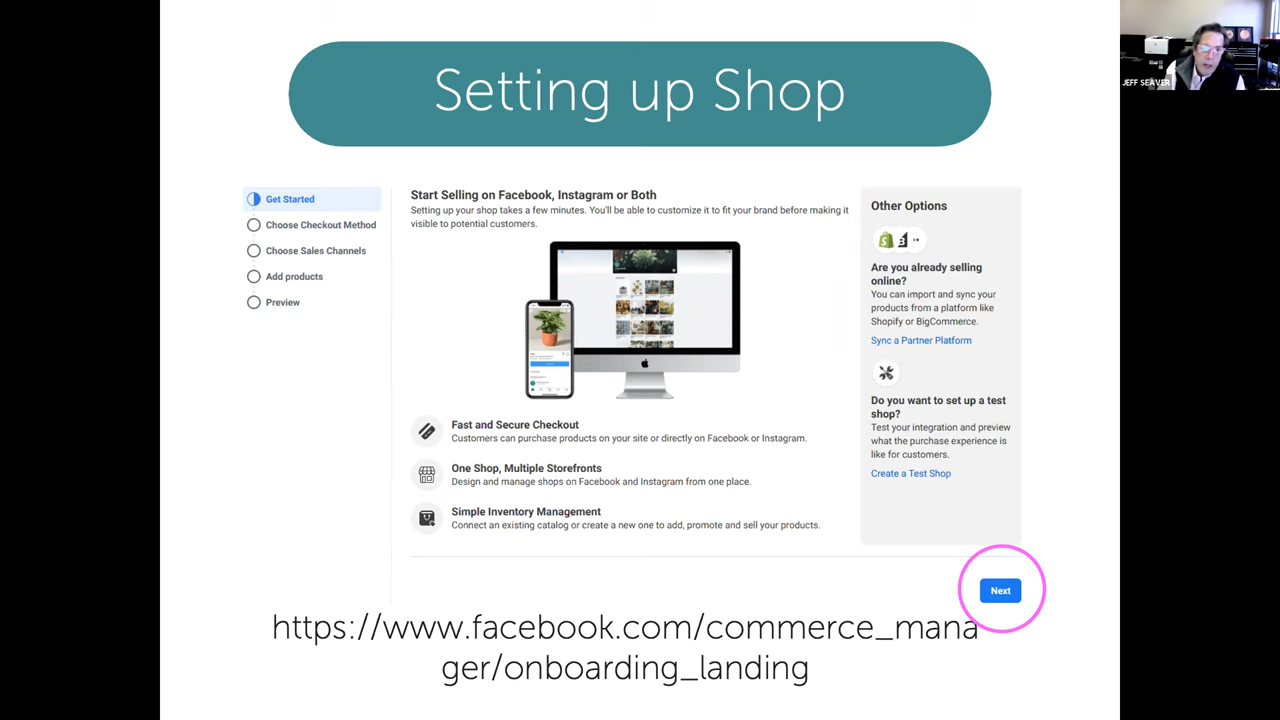 Setting up Shop
JEFF SEAVER
Get Started
Choose Checkout Method
Choose Sales Channels
Add products
Preview
Start Selling on Facebook, Instagram or Both
Setting up your shop takes a few minutes. You'll be able to customize it to fit your brand before making it
visible to potential customers.
Fast and Secure Checkout
Customers can purchase products on your site or directly on Facebook or Instagram.
One Shop, Multiple Storefronts
Design and manage shops on Facebook and Instagram from one place.
Simple Inventory Management
Connect an existing catalog or create a new one to add, promote and sell your products.
Other Options
Are you already selling
online?
You can import and sync your
products from a platform like
Shopify or BigCommerce.
Sync a Partner Platform
Do you want to set up a test
shop?
Test your integration and preview
what the purchase experience is
like for customers.
Create a Test Shop
Next
https://www.facebook.com/commerce_mana
ger/onboarding_landing